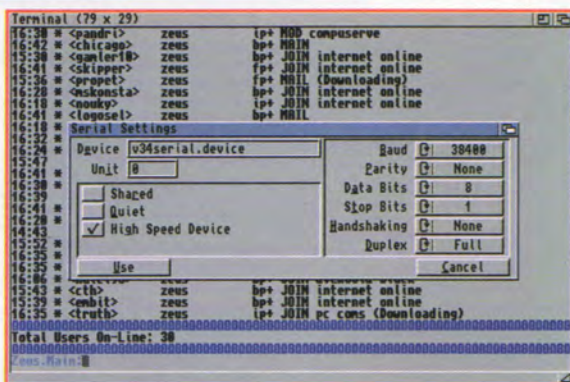 Terminal (79 x 29)
16:30 * <pandri> zeus ip+ MOD compuserve
16:42 * <chicago> zeus bp+ MAIN
15:30 * <gamler10> zeus bp+ JOIN internet online
16:41 * <skipper> zeus fp+ JOIN internet online
15:36 * <propet> zeus fp+ MAIL (Downloading)
16:20 * <mskonsta> zeus bp+ JOIN internet online
16:18 * <nouky> zeus ip+ JOIN internet online
16:41 * <logosel> zeus bp+ MAIL
Serial Settings
Device v34serial.device
Unit 0
Shared
Quiet
High Speed Device
Baud 38400
Parity None
Data Bits 8
Stop Bits 1
Handshaking None
Duplex Full
Use
Cancel
15:43 * <cth> zeus bp+ JOIN internet online
15:39 * <embit> zeus bp+ JOIN internet online
16:35 * <truth> zeus ip+ JOIN pc coms (Downloading)
Total Users On-Line: 30
Zeus.Main: